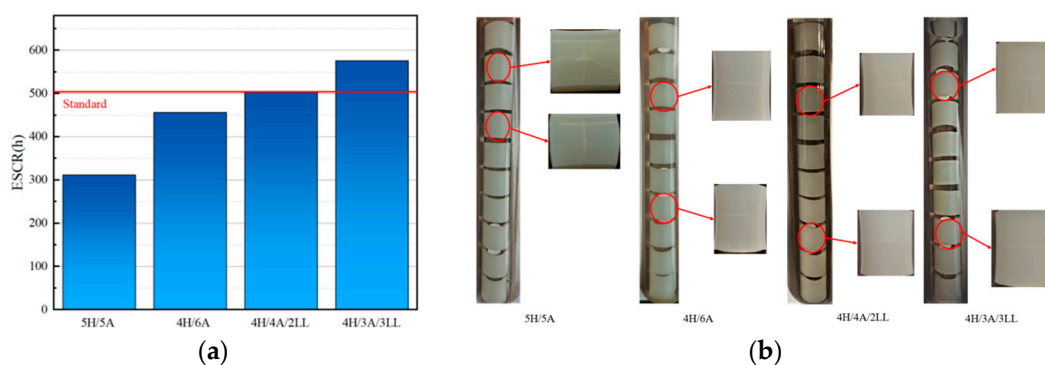 600
500
400
300
200
100
0
ESCR(h)
Standard
5H/5A
4H/6A
4H/4A/2LL
4H/3A/3LL
(a)
5H/5A
4H/6A
4H/4A/2LL
4H/3A/3LL
(b)